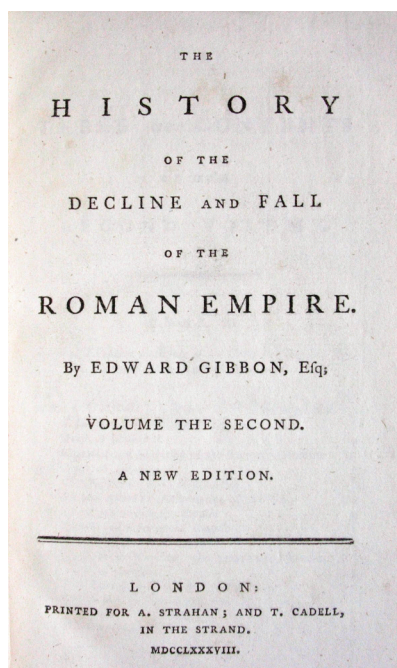 THE
HISTORY
OF THE
DECLINE AND FALL
OF THE
ROMAN EMPIRE.
By EDWARD GIBBON, Eſq;
VOLUME THE SECOND.
A NEW EDITION.
LONDON:
PRINTED FOR A. STRAHAN; AND T. CADELL,
IN THE STRAND.
MDCCLXXXVIII.